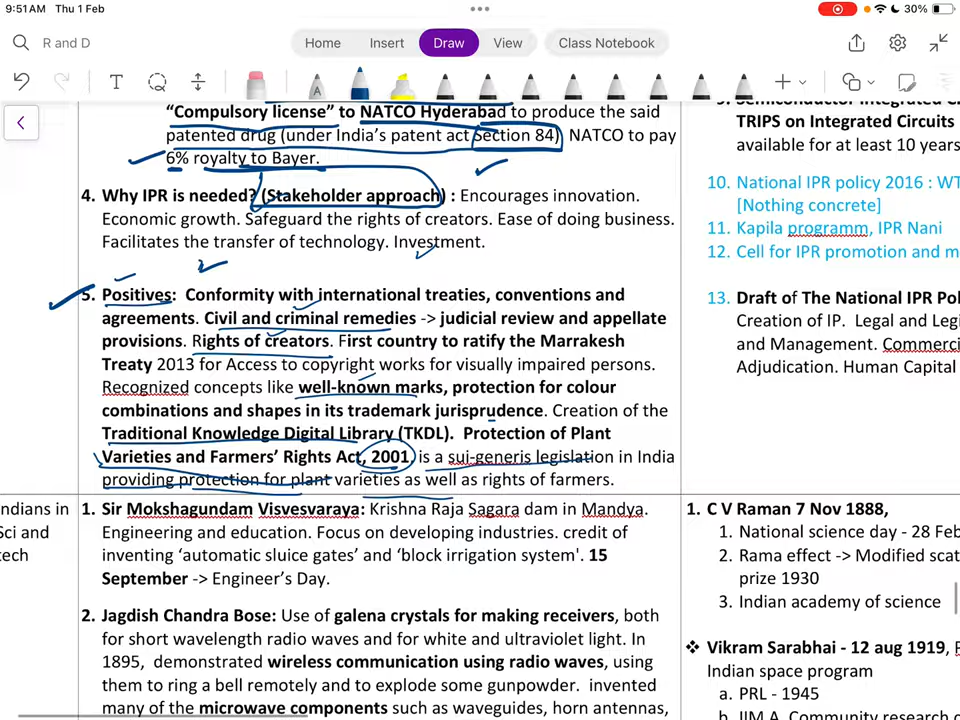 9:51AM Thu 1 Feb
30%
R and D
Home Insert Draw View Class Notebook
"Compulsory license" to NATCO Hyderabad to produce the said
patented drug (under India's patent act section 84) NATCO to pay
6% royalty to Bayer.
4. Why IPR is needed? (Stakeholder approach) : Encourages innovation.
Economic growth. Safeguard the rights of creators. Ease of doing business.
Facilitates the transfer of technology. Investment.
5. Positives: Conformity with international treaties, conventions and
agreements. Civil and criminal remedies -> judicial review and appellate
provisions. Rights of creators. First country to ratify the Marrakesh
Treaty 2013 for Access to copyright works for visually impaired persons.
Recognized concepts like well-known marks, protection for colour
combinations and shapes in its trademark jurisprudence. Creation of the
Traditional Knowledge Digital Library (TKDL). Protection of Plant
Varieties and Farmers' Rights Act, 2001, is a sui-generis legislation in India
providing protection for plant varieties as well as rights of farmers.
TRIPS on Integrated Circuits
available for at least 10 years
10. National IPR policy 2016 : WT
[Nothing concrete]
11. Kapila programm, IPR Nani
12. Cell for IPR promotion and m
13. Draft of The National IPR Pol
Creation of IP. Legal and Legi
and Management. Commerci
Adjudication. Human Capital
ndians in
Sci and
tech
1. Sir Mokshagundam Visvesvaraya: Krishna Raja Sagara dam in Mandya.
Engineering and education. Focus on developing industries. credit of
inventing 'automatic sluice gates' and 'block irrigation system'. 15
September -> Engineer's Day.
2. Jagdish Chandra Bose: Use of galena crystals for making receivers, both
for short wavelength radio waves and for white and ultraviolet light. In
1895, demonstrated wireless communication using radio waves, using
them to ring a bell remotely and to explode some gunpowder. invented
many of the microwave components such as waveguides, horn antennas,
1. C V Raman 7 Nov 1888,
1. National science day - 28 Feb
2. Rama effect -> Modified scat
prize 1930
3. Indian academy of science
❖ Vikram Sarabhai - 12 aug 1919,
Indian space program
a. PRL - 1945
b. IIM A, Community research c